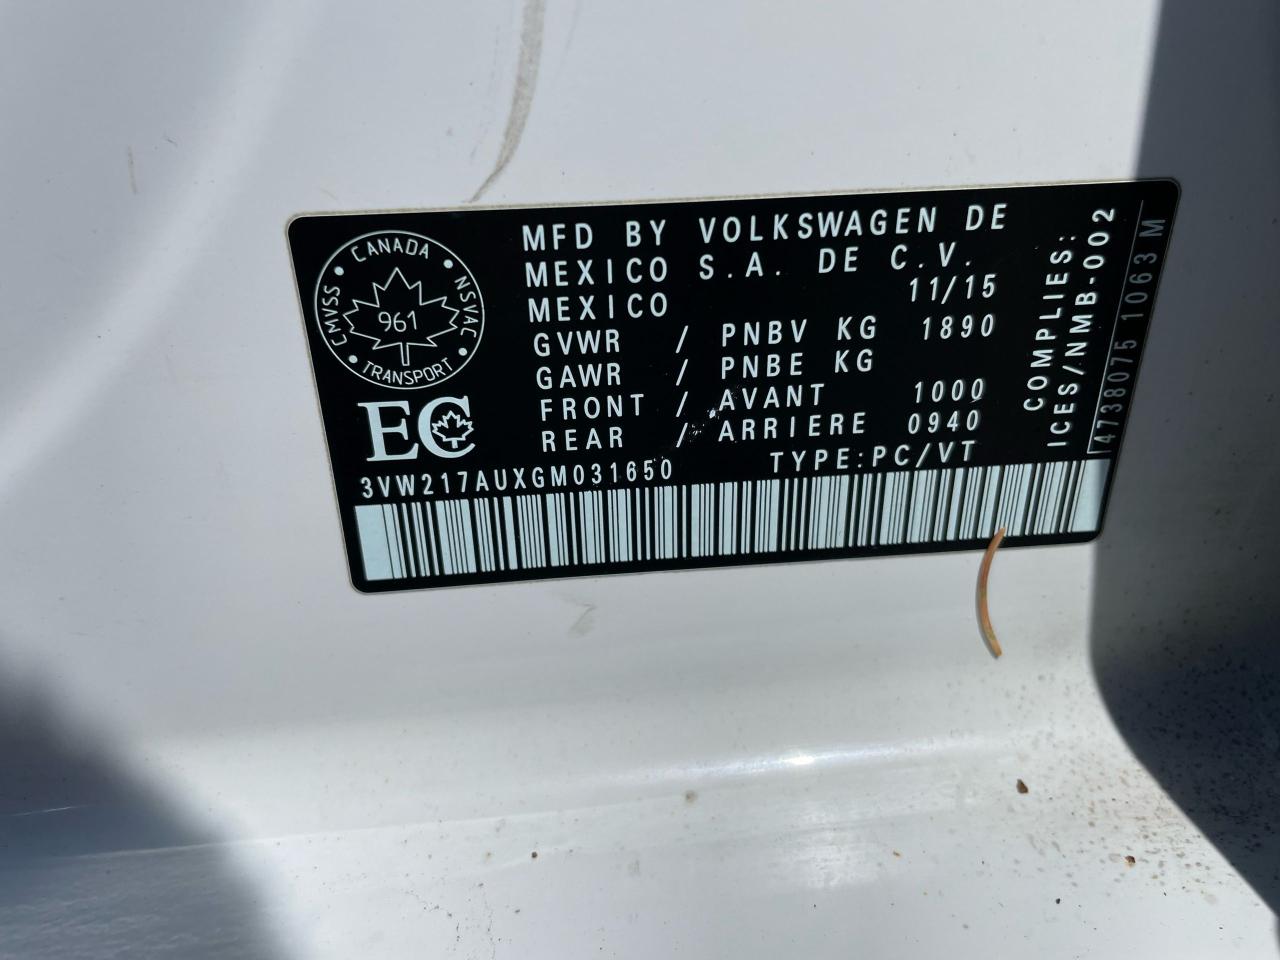 CANADA
CMVSS
NSVAC
961
TRANSPORT
EC
MFD BY VOLKSWAGEN DE
MEXICO S.A. DE C.V.
MEXICO 11/15
GVWR / PNBV KG 1890
GAWR / PNBE KG
FRONT / AVANT 1000
REAR / ARRIERE 0940
3VW217AUXGM031650 TYPE:PC/VT
COMPLIES:
ICES/NMB-002
14738075 1063 M